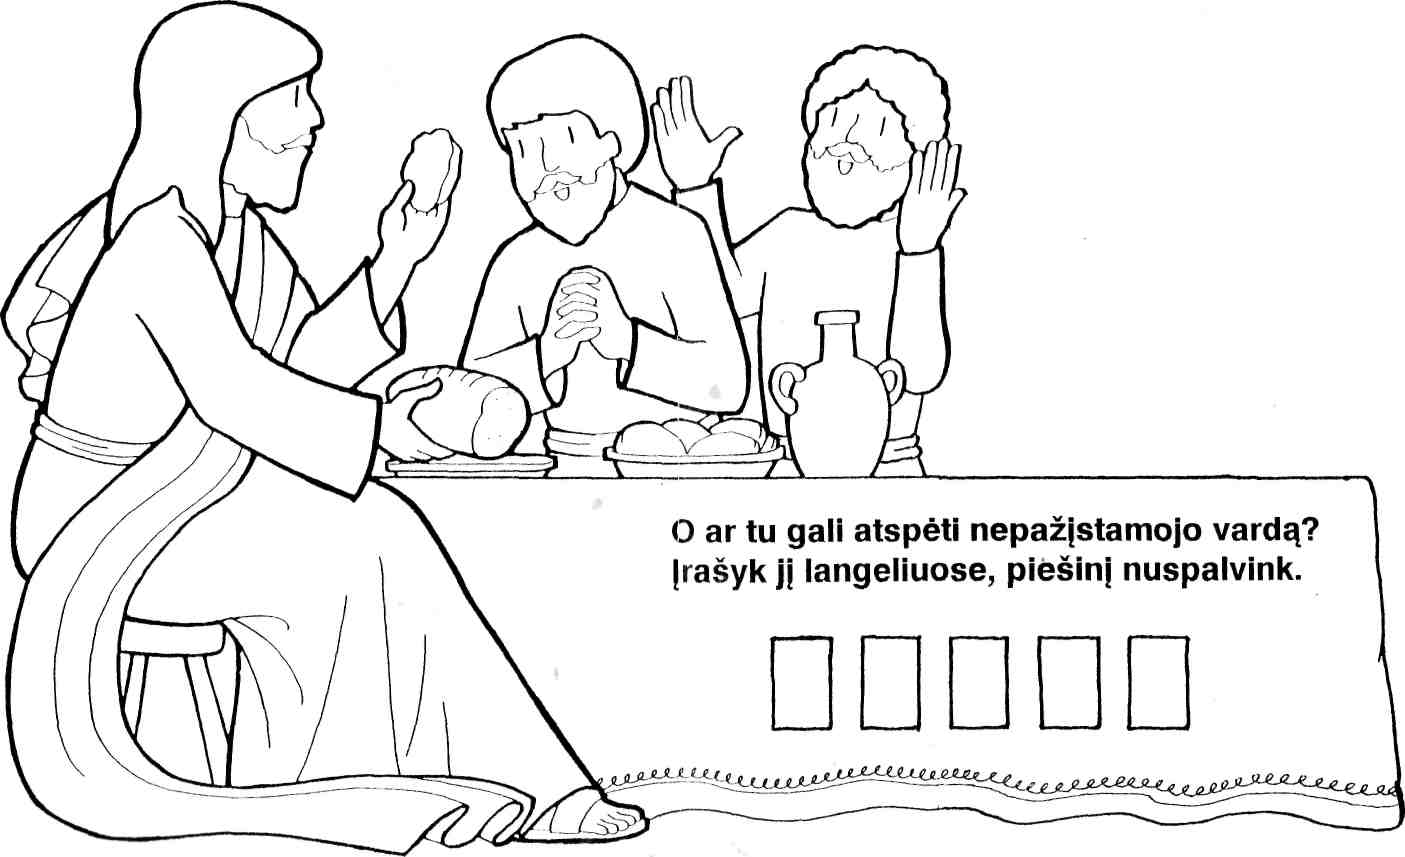 O ar tu gali atspėti nepažįstamojo vardą?
Įrašyk jį langeliuose, piešinį nuspalvink.